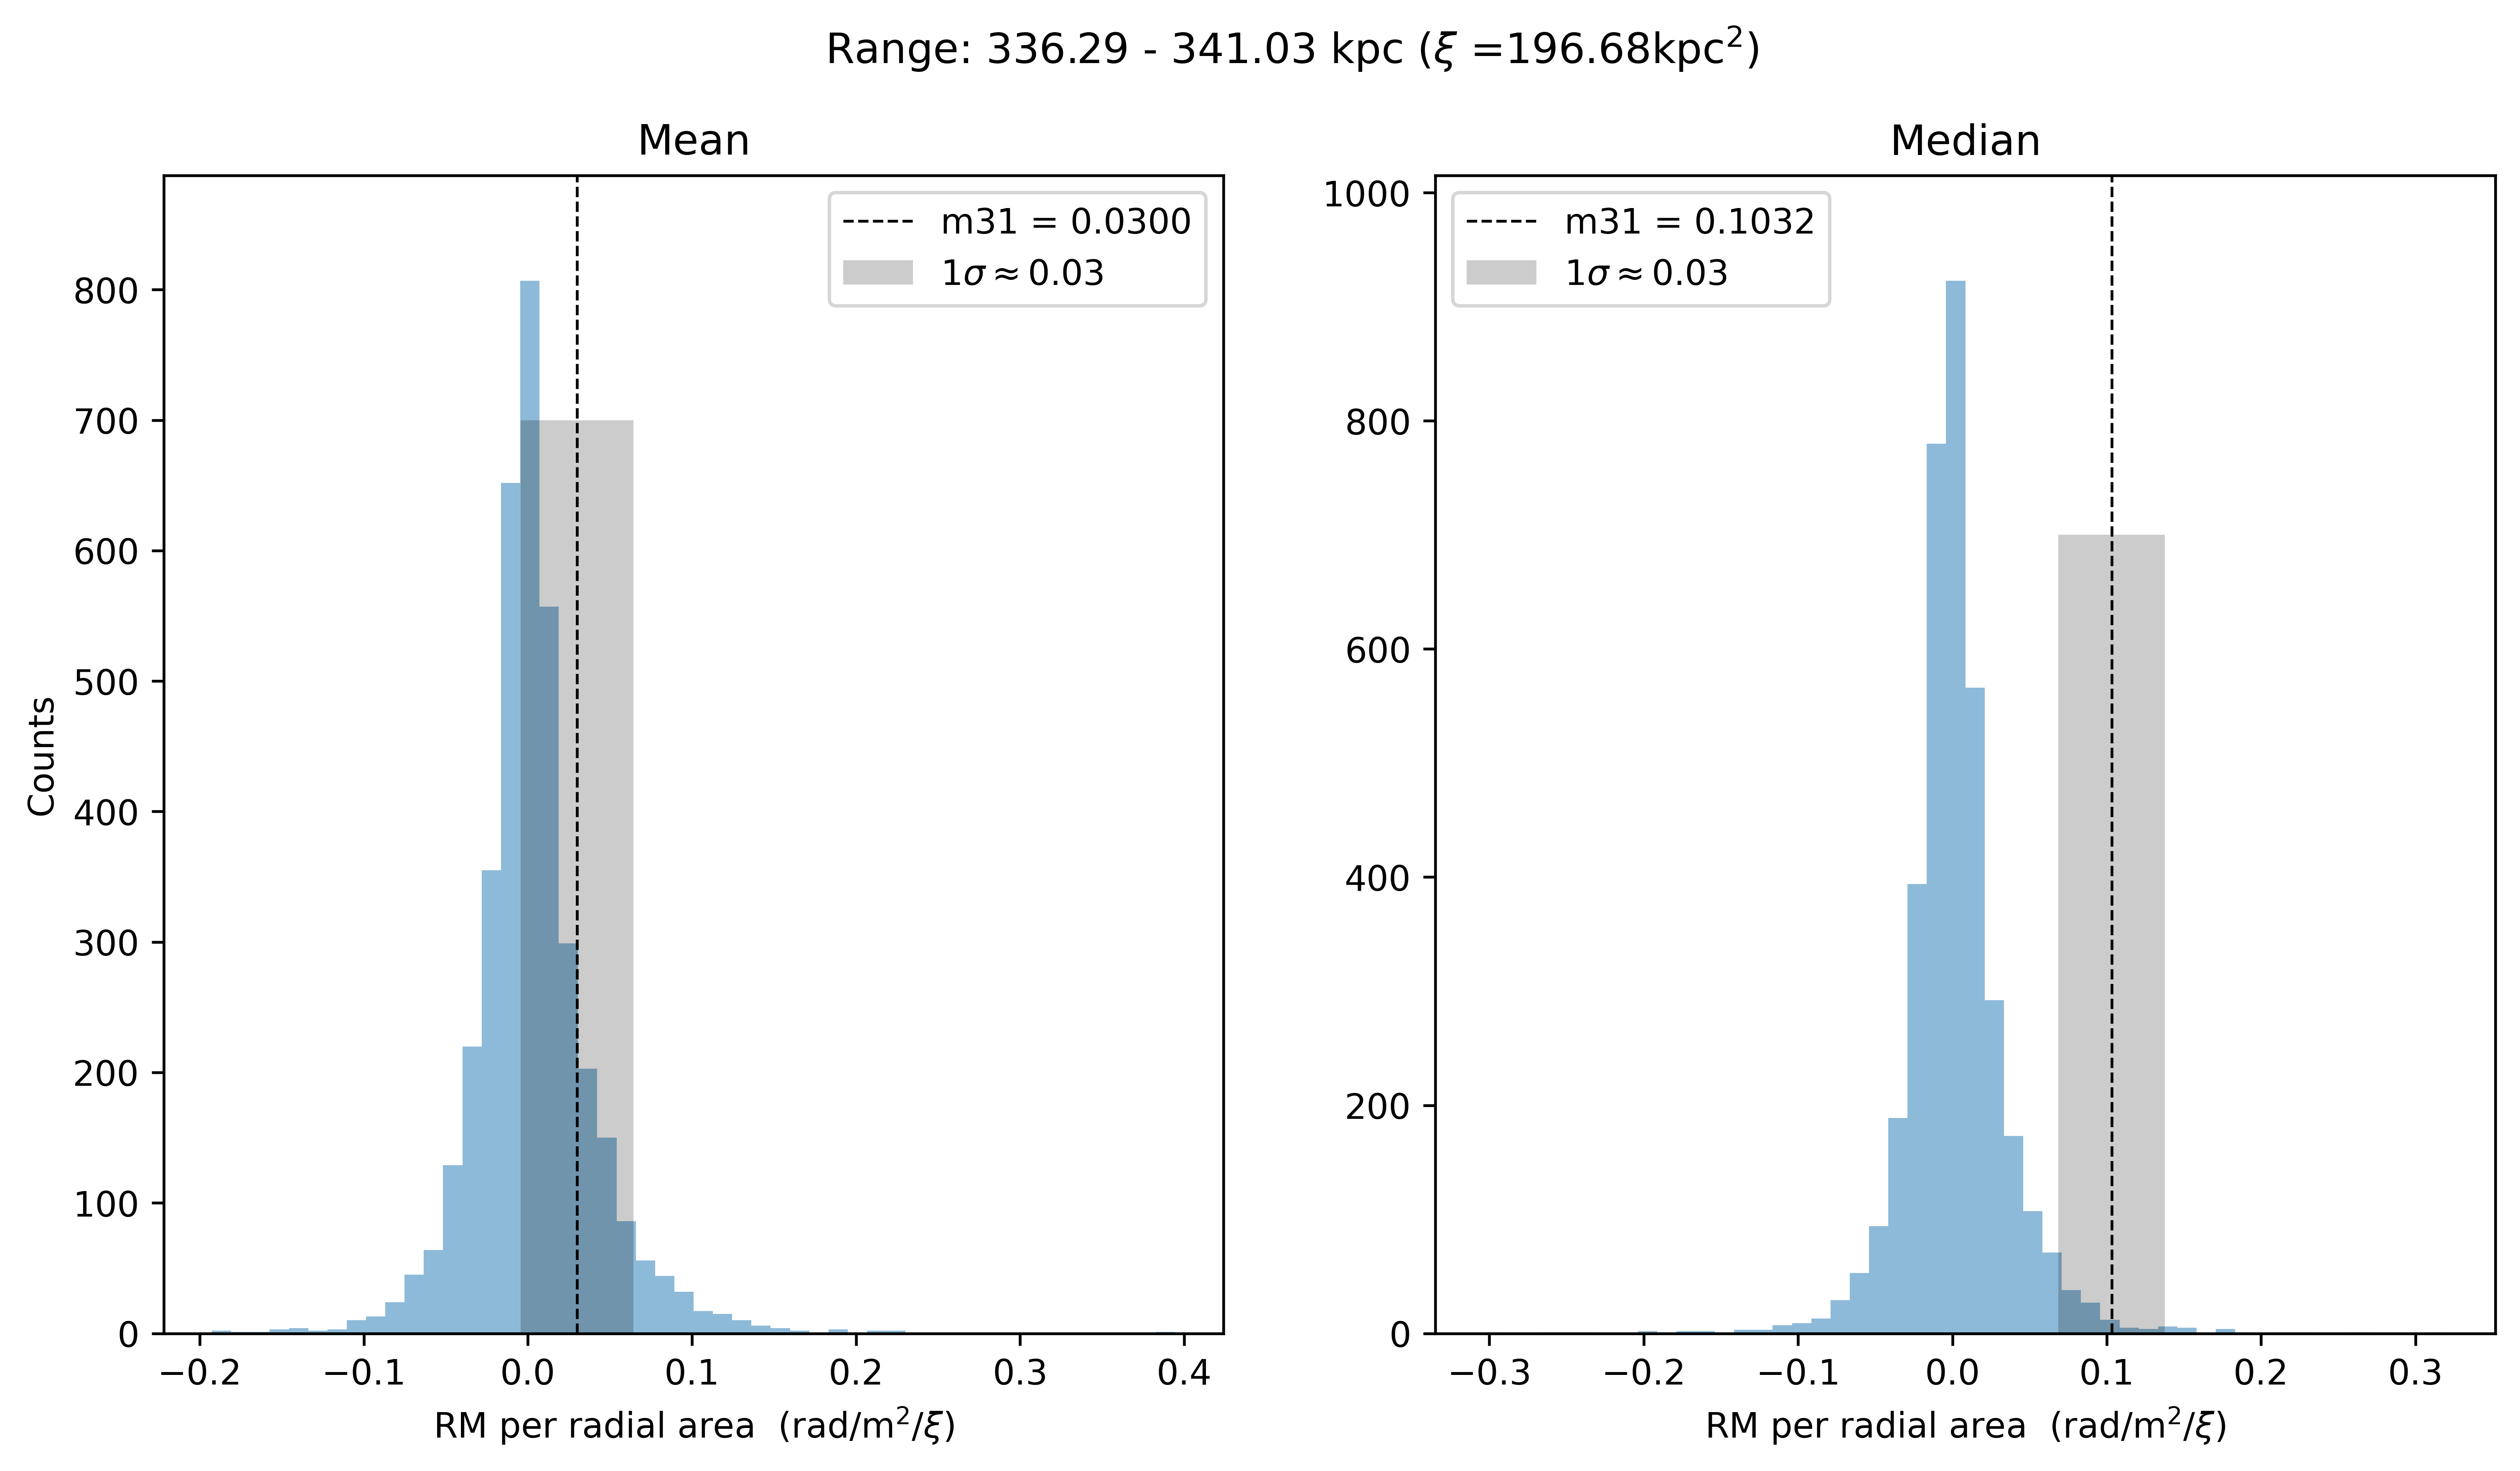 Range: 336.29 - 341.03 kpc (ξ =196.68kpc²)
Mean
m31 = 0.0300
1σ≈0.03
Counts
800
700
600
500
400
300
200
100
0
−0.2 −0.1 0.0 0.1 0.2 0.3 0.4
RM per radial area (rad/m²/ξ)
Median
m31 = 0.1032
1σ≈0.03
1000
800
600
400
200
0
−0.3 −0.2 −0.1 0.0 0.1 0.2 0.3
RM per radial area (rad/m²/ξ)